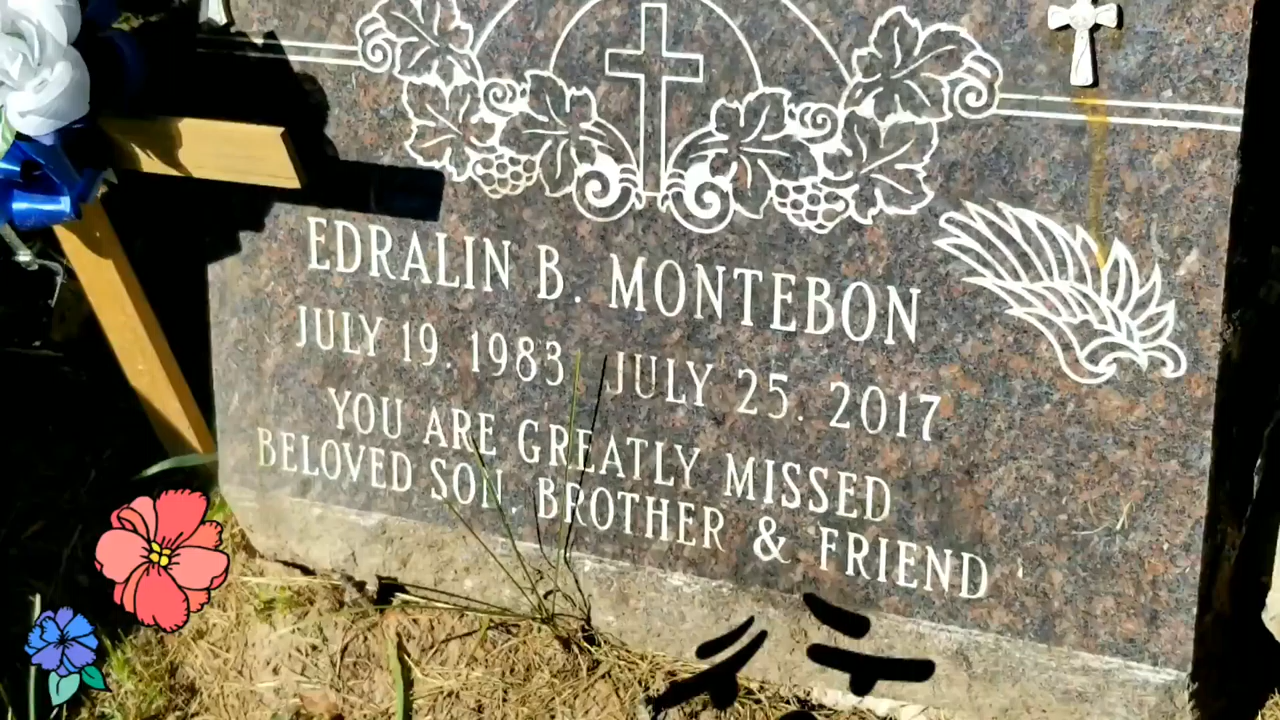 EDRALIN B. MONTEBON
JULY 19. 1983 JULY 25. 2017
YOU ARE GREATLY MISSED
BELOVED SON. BROTHER & FRIEND